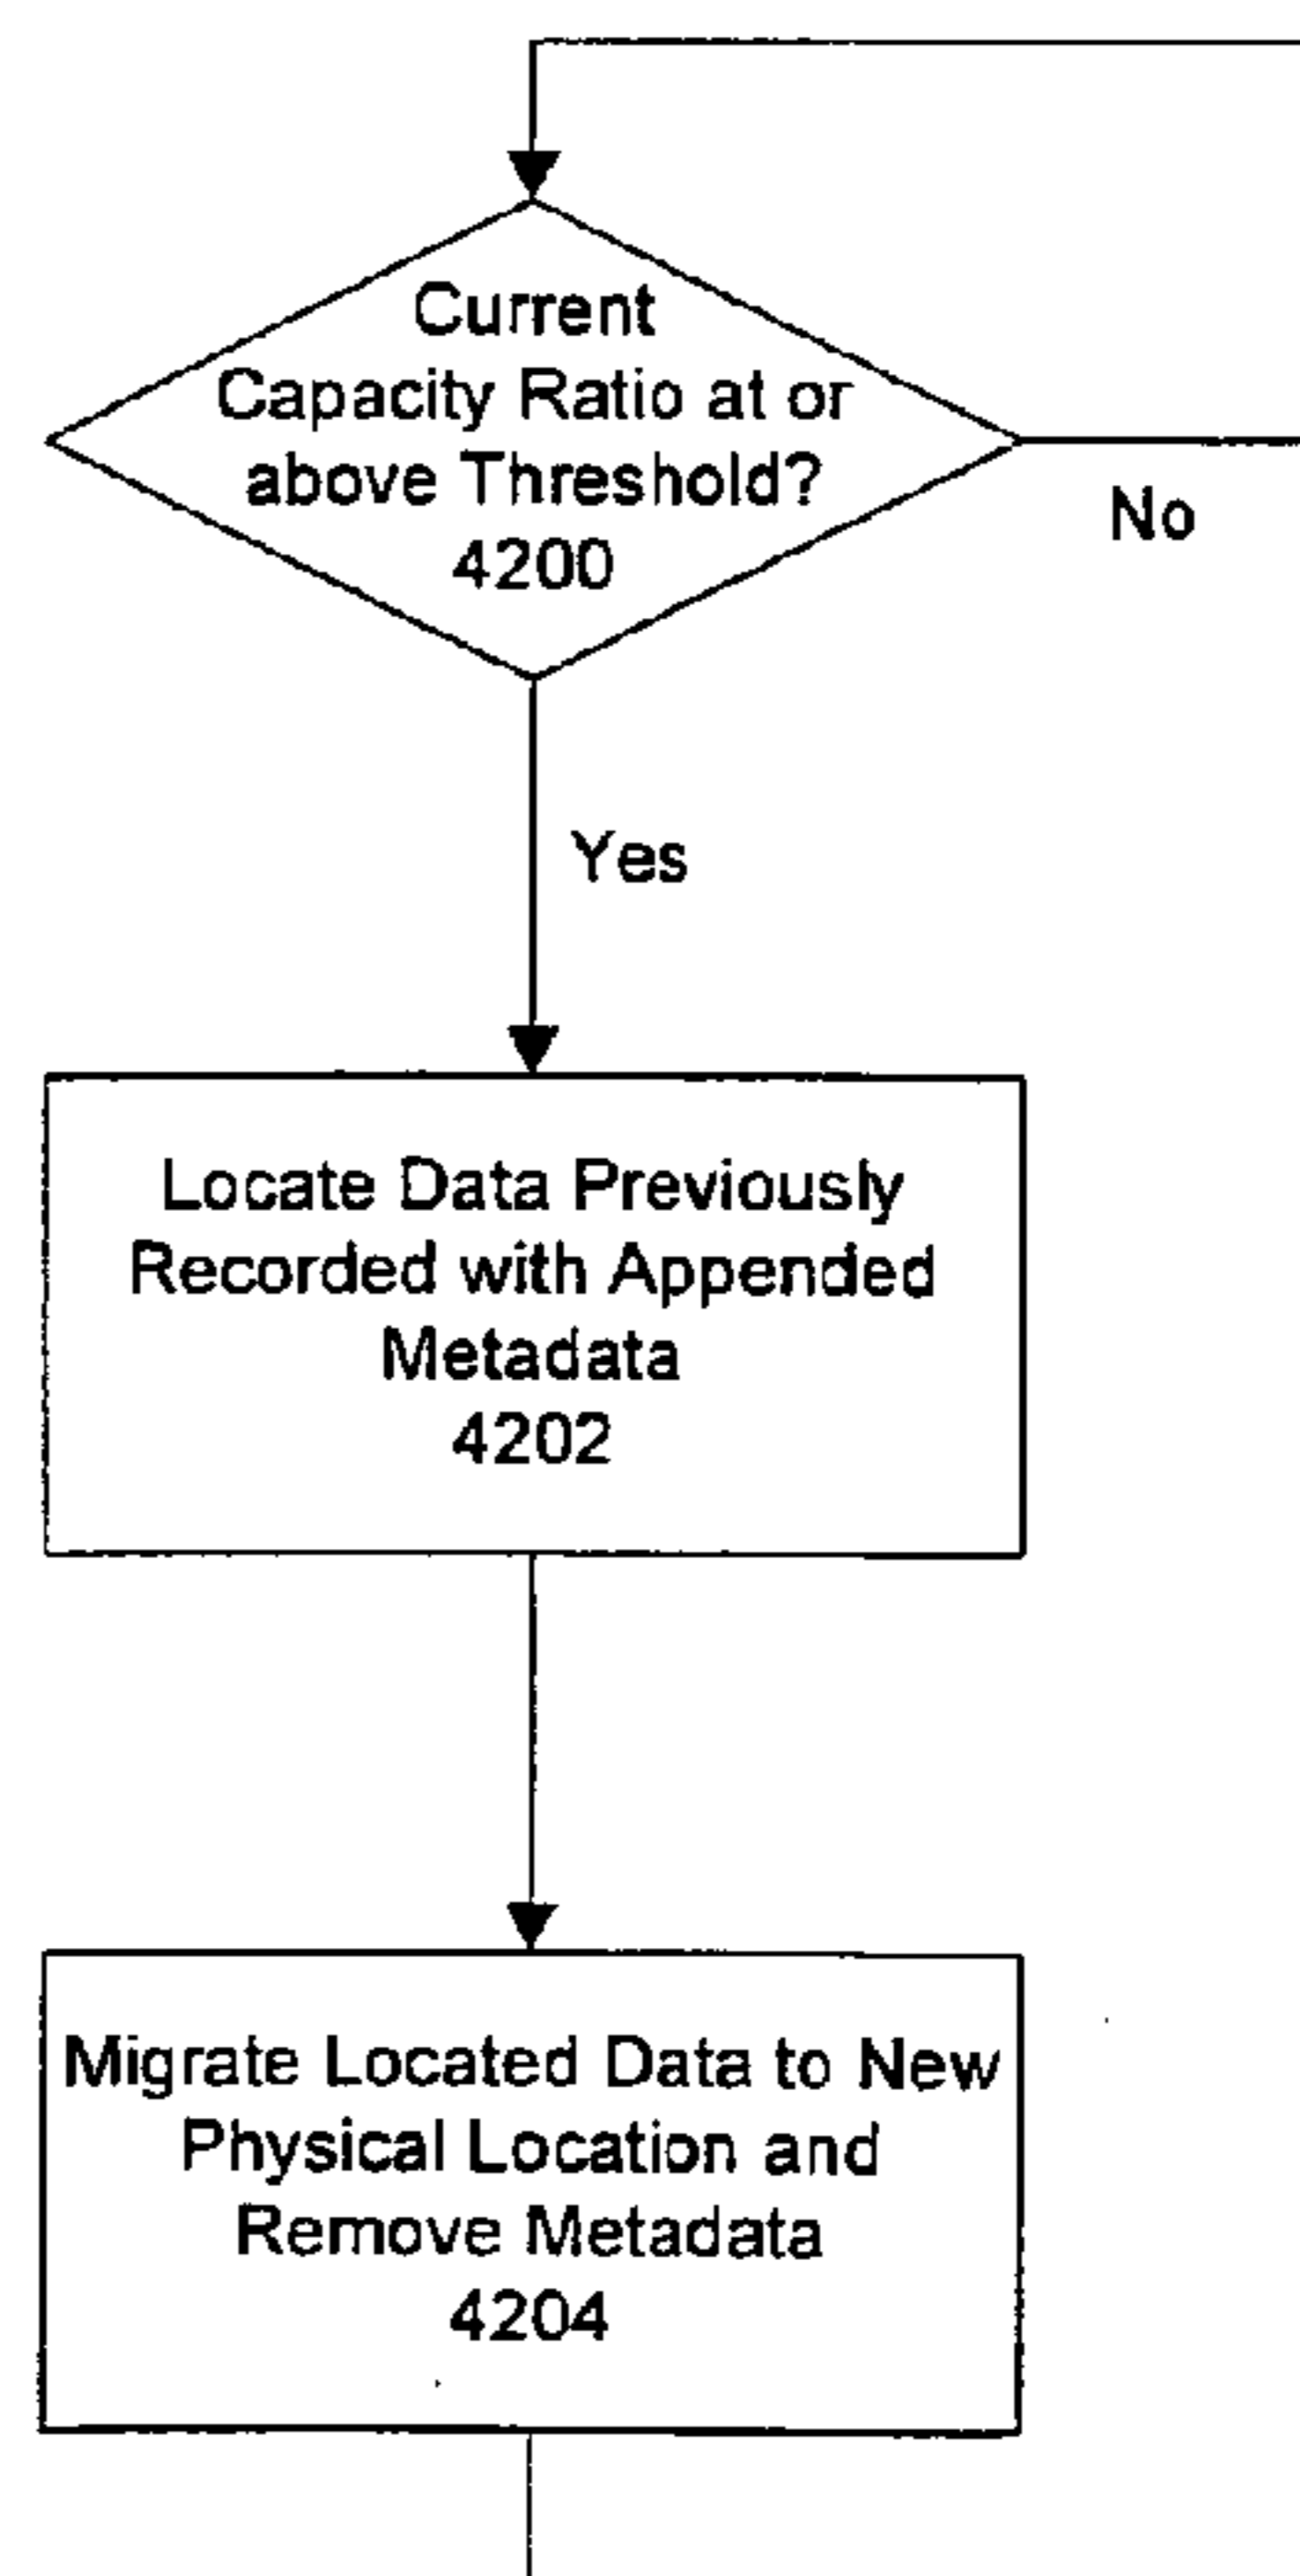 Current
Capacity Ratio at or
above Threshold?
4200
No
Yes
Locate Data Previously
Recorded with Appended
Metadata
4202
Migrate Located Data to New
Physical Location and
Remove Metadata
4204